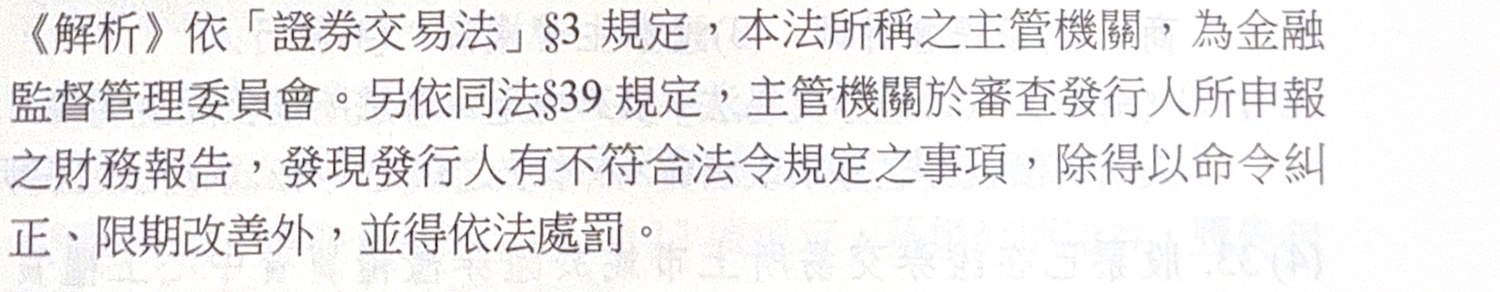 《解析》依「證券交易法」§3 規定，本法所稱之主管機關，為金融
監督管理委員會。另依同法§39 規定，主管機關於審查發行人所申報
之財務報告，發現發行人有不符合法令規定之事項，除得以命令糾
正、限期改善外，並得依法處罰。